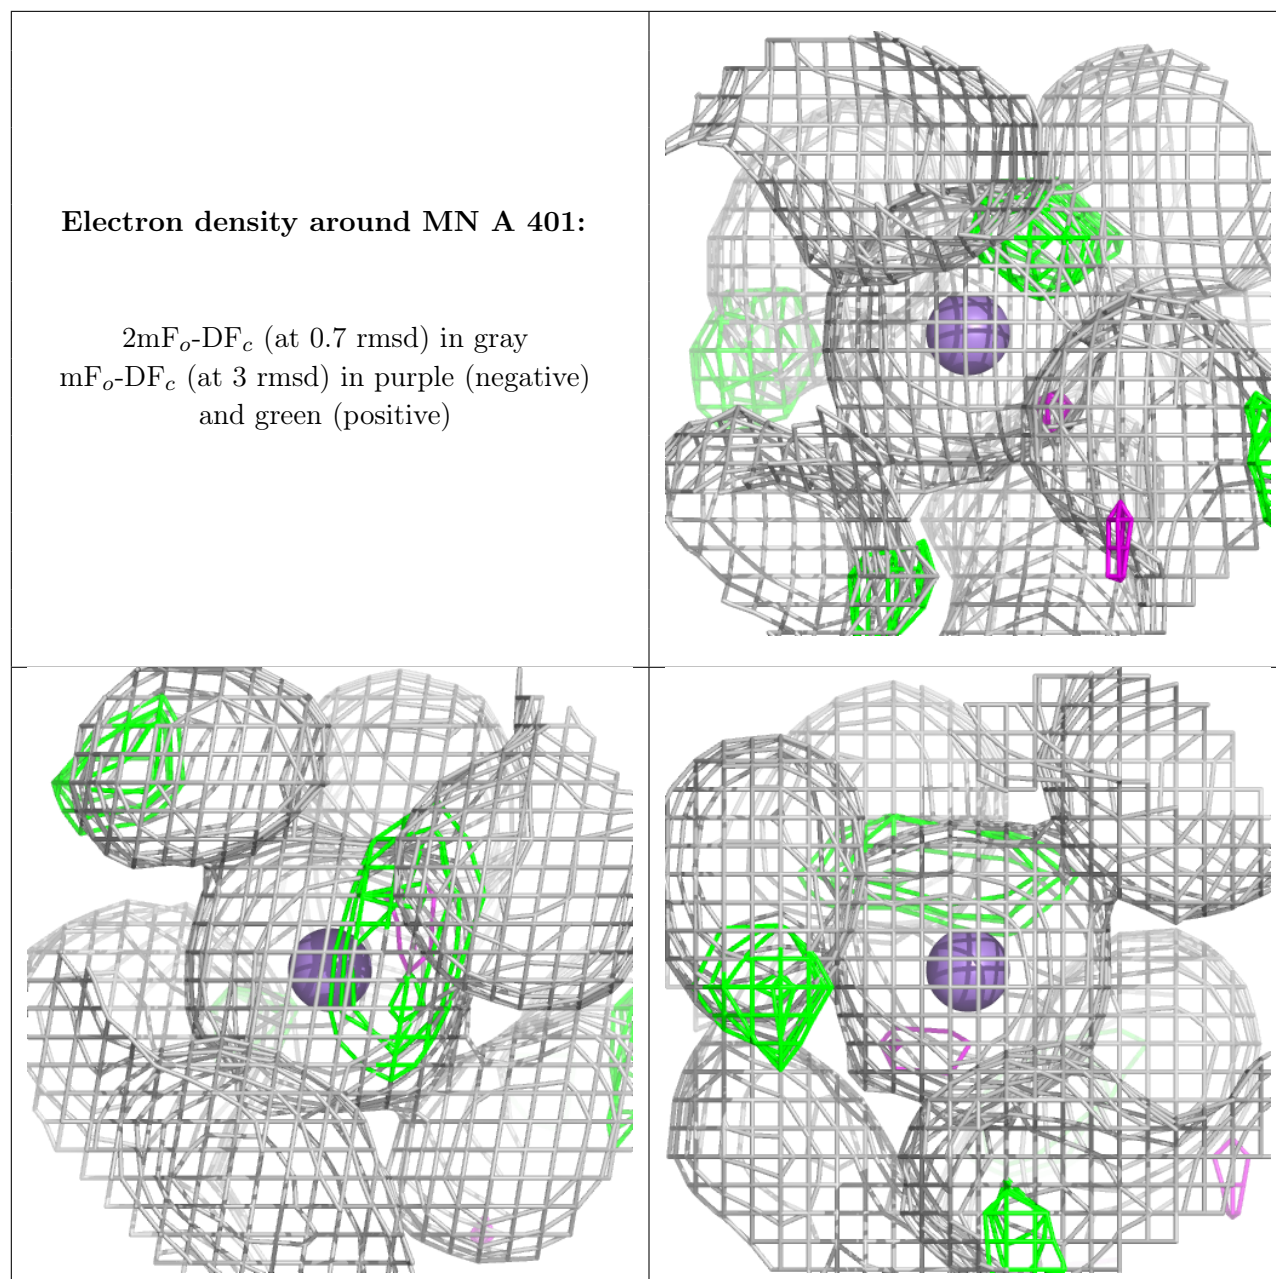 Electron density around MN A 401:
2mFo-DFc (at 0.7 rmsd) in gray
mFo-DFc (at 3 rmsd) in purple (negative)
and green (positive)